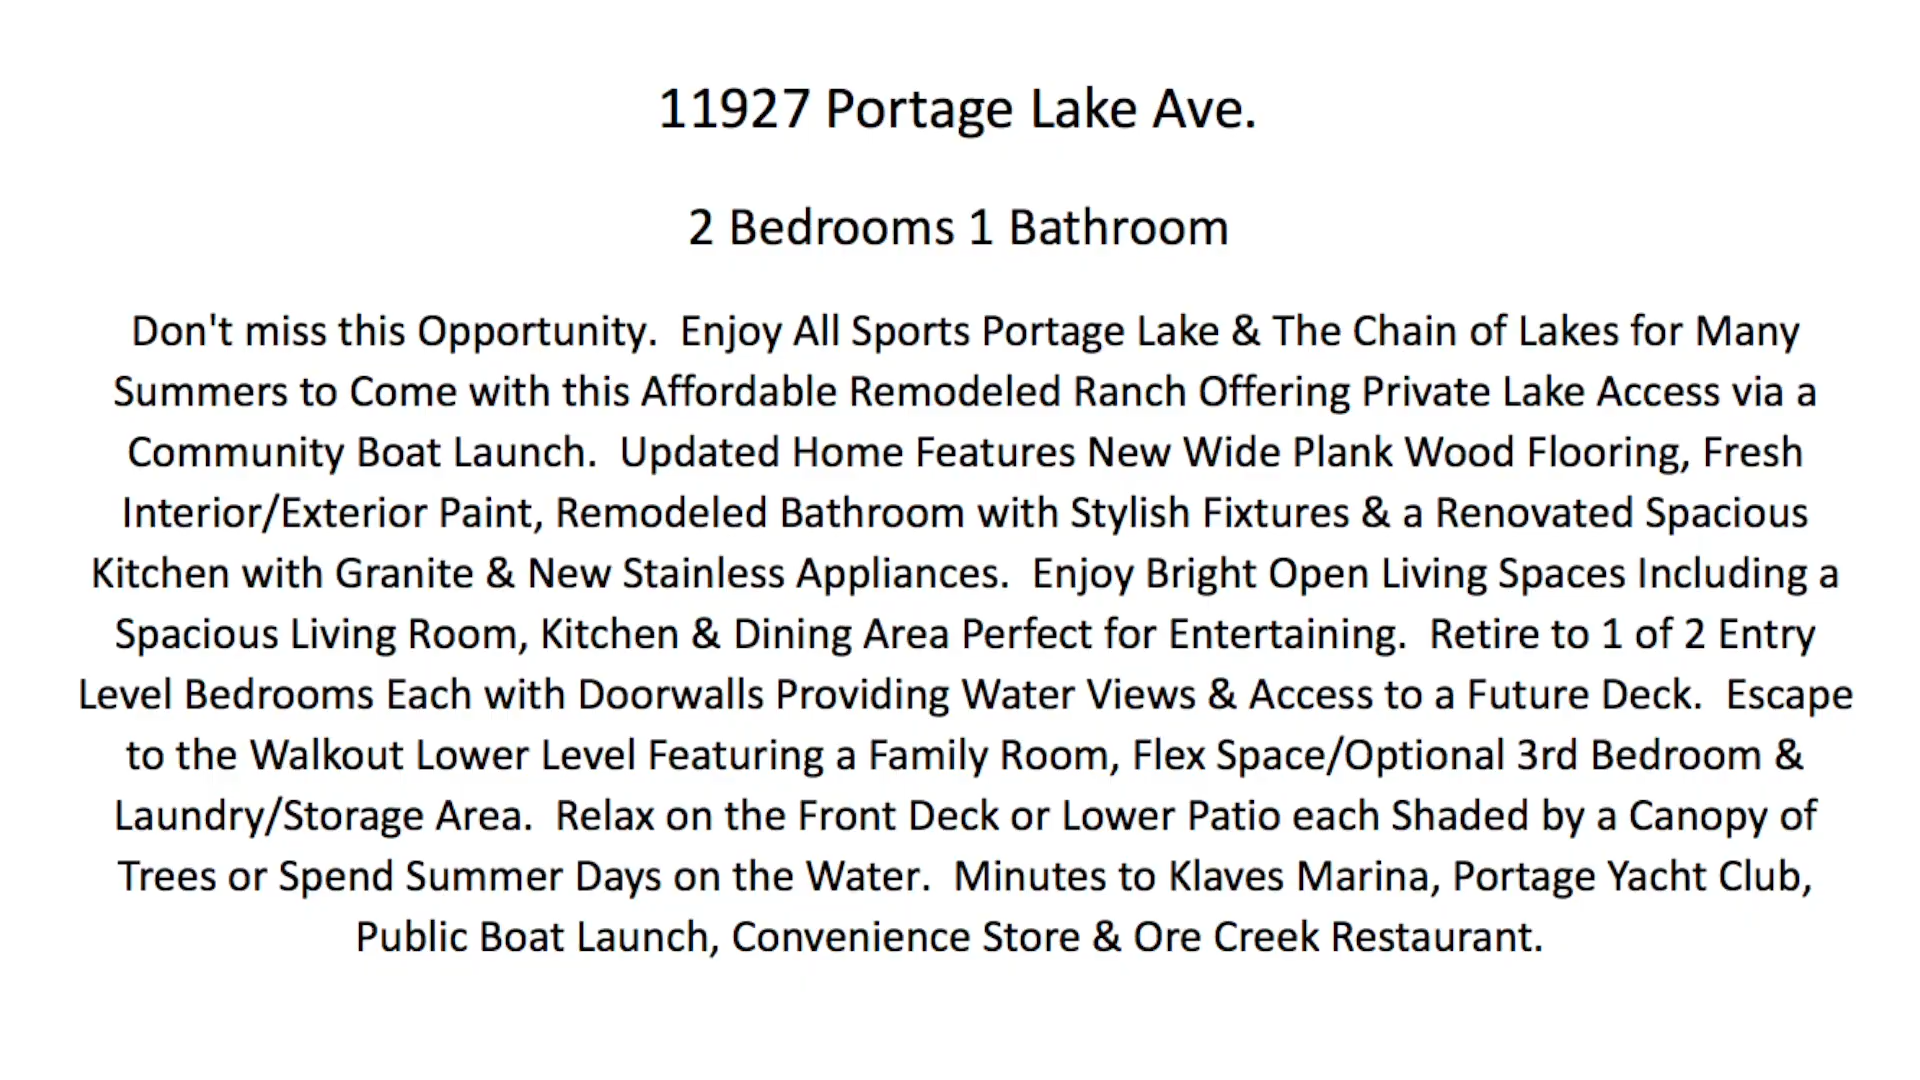 11927 Portage Lake Ave.
2 Bedrooms 1 Bathroom
Don't miss this Opportunity.  Enjoy All Sports Portage Lake & The Chain of Lakes for Many
Summers to Come with this Affordable Remodeled Ranch Offering Private Lake Access via a
Community Boat Launch.  Updated Home Features New Wide Plank Wood Flooring, Fresh
Interior/Exterior Paint, Remodeled Bathroom with Stylish Fixtures & a Renovated Spacious
Kitchen with Granite & New Stainless Appliances.  Enjoy Bright Open Living Spaces Including a
Spacious Living Room, Kitchen & Dining Area Perfect for Entertaining.  Retire to 1 of 2 Entry
Level Bedrooms Each with Doorwalls Providing Water Views & Access to a Future Deck.  Escape
to the Walkout Lower Level Featuring a Family Room, Flex Space/Optional 3rd Bedroom &
Laundry/Storage Area.  Relax on the Front Deck or Lower Patio each Shaded by a Canopy of
Trees or Spend Summer Days on the Water.  Minutes to Klaves Marina, Portage Yacht Club,
Public Boat Launch, Convenience Store & Ore Creek Restaurant.